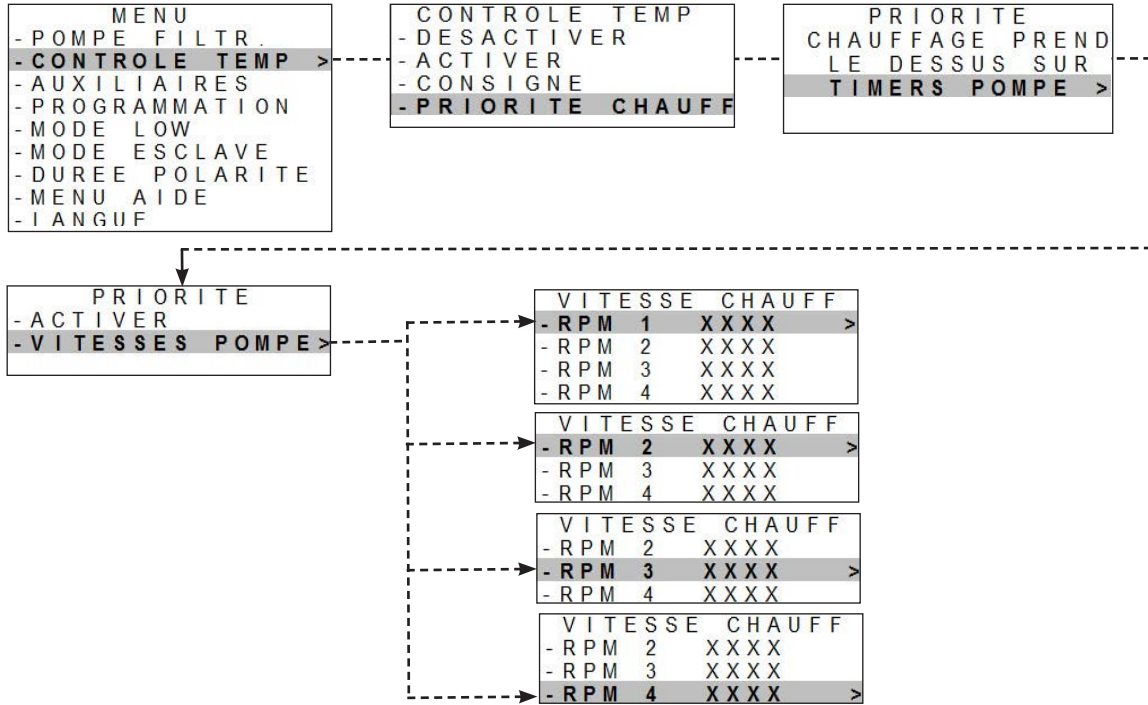 MENU
-POMPE FILTR.
-CONTROLE TEMP >
-AUXILIAIRES
-PROGRAMMATION
-MODE LOW
-MODE ESCLAVE
-DUREE POLARITE
-MENU AIDE
-LANGUE
CONTROLE TEMP
-DESACTIVER
-ACTIVER
-CONSIGNE
-PRIORITE CHAUFF
PRIORITE
CHAUFFAGE PREND
LE DESSUS SUR
TIMERS POMPE >
PRIORITE
-ACTIVER
-VITESSES POMPE>
VITESSE CHAUFF
-RPM 1 XXXX >
-RPM 2 XXXX
-RPM 3 XXXX
-RPM 4 XXXX
VITESSE CHAUFF
-RPM 2 XXXX >
-RPM 3 XXXX
-RPM 4 XXXX
VITESSE CHAUFF
-RPM 2 XXXX
-RPM 3 XXXX >
-RPM 4 XXXX
VITESSE CHAUFF
-RPM 2 XXXX
-RPM 3 XXXX
-RPM 4 XXXX >